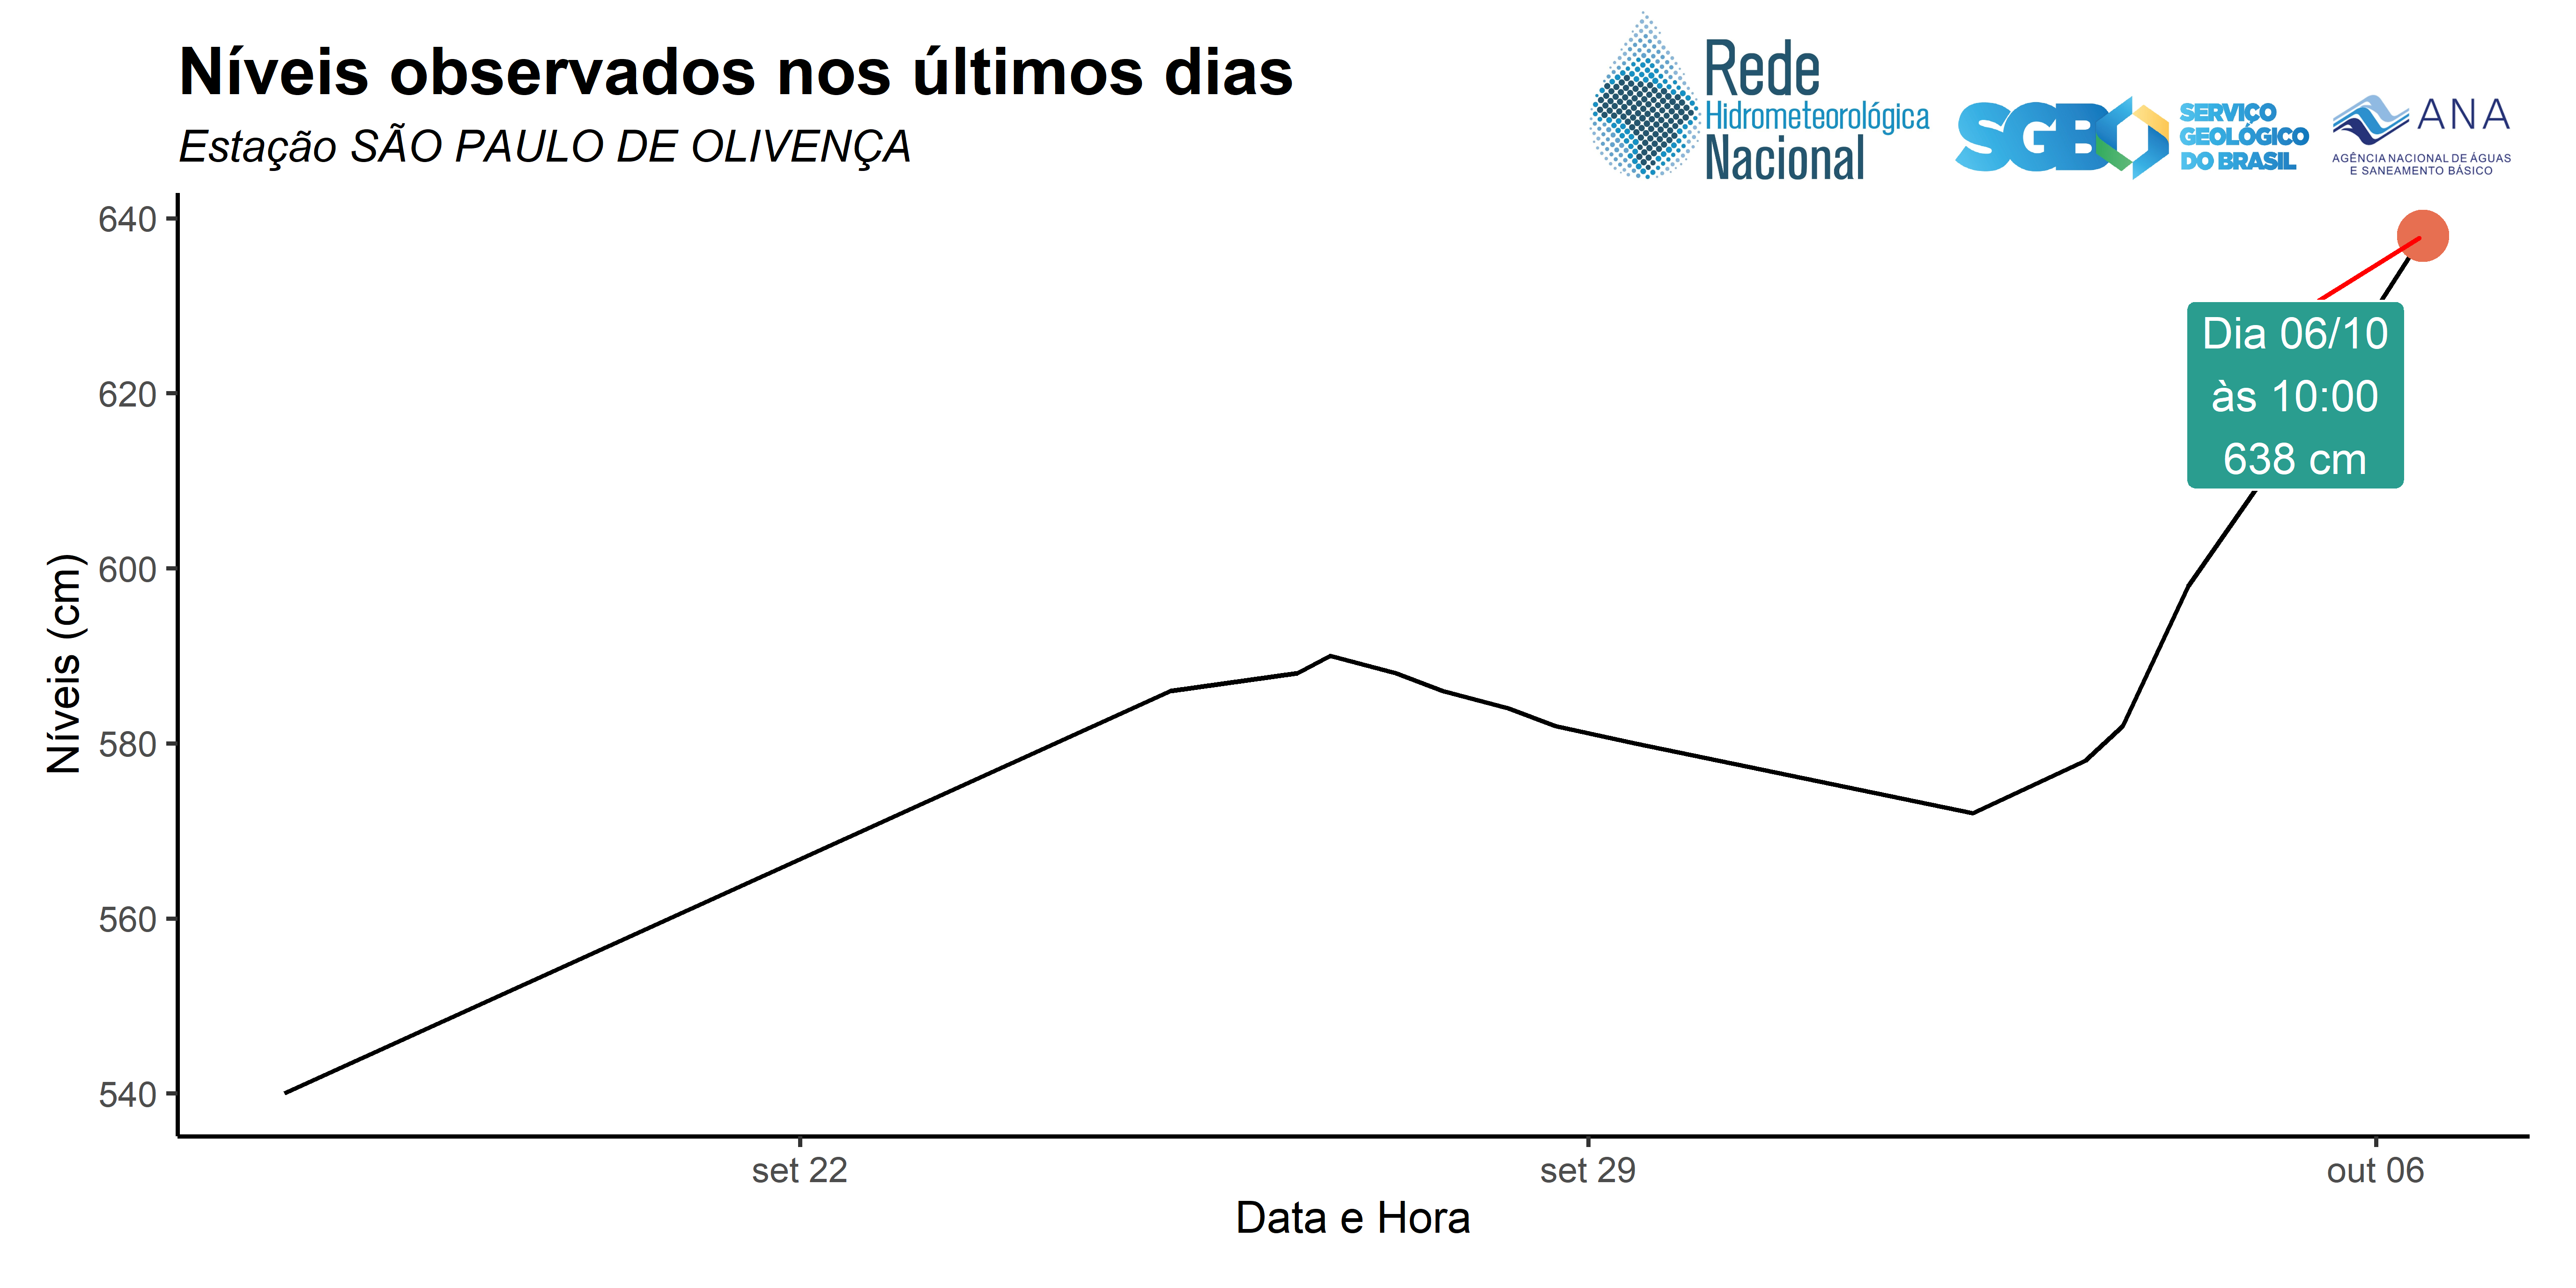 Níveis observados nos últimos dias
Estação SÃO PAULO DE OLIVENÇA
Rede
Hidrometeorológica
Nacional
SGB
SERVIÇO
GEOLÓGICO
DO BRASIL
ANA
AGÊNCIA NACIONAL DE ÁGUAS
E SANEAMENTO BÁSICO
Níveis (cm)
640
620
600
580
560
540
Dia 06/10
às 10:00
638 cm
set 22
set 29
out 06
Data e Hora